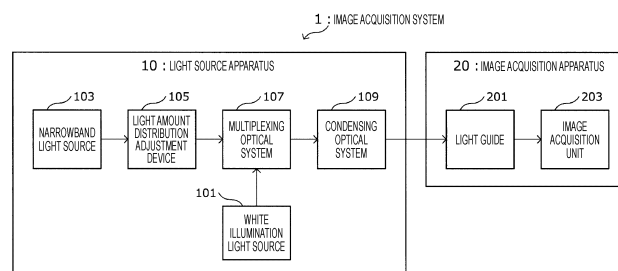 1 : IMAGE ACQUISITION SYSTEM
10 : LIGHT SOURCE APPARATUS
20 : IMAGE ACQUISITION APPARATUS
103
105
107
109
201
203
NARROWBAND
LIGHT SOURCE
LIGHT AMOUNT
DISTRIBUTION
ADJUSTMENT
DEVICE
MULTIPLEXING
OPTICAL
SYSTEM
CONDENSING
OPTICAL
SYSTEM
LIGHT GUIDE
IMAGE
ACQUISITION
UNIT
101
WHITE
ILLUMINATION
LIGHT SOURCE